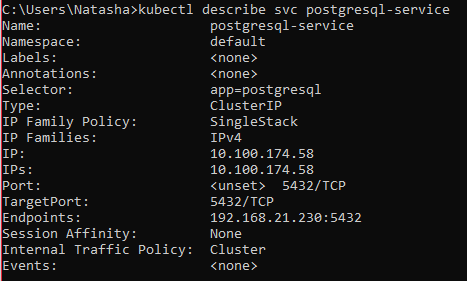 C:\Users\Natasha>kubectl describe svc postgresql-service
Name: postgresql-service
Namespace: default
Labels: <none>
Annotations: <none>
Selector: app=postgresql
Type: ClusterIP
IP Family Policy: SingleStack
IP Families: IPv4
IP: 10.100.174.58
IPs: 10.100.174.58
Port: <unset> 5432/TCP
TargetPort: 5432/TCP
Endpoints: 192.168.21.230:5432
Session Affinity: None
Internal Traffic Policy: Cluster
Events: <none>